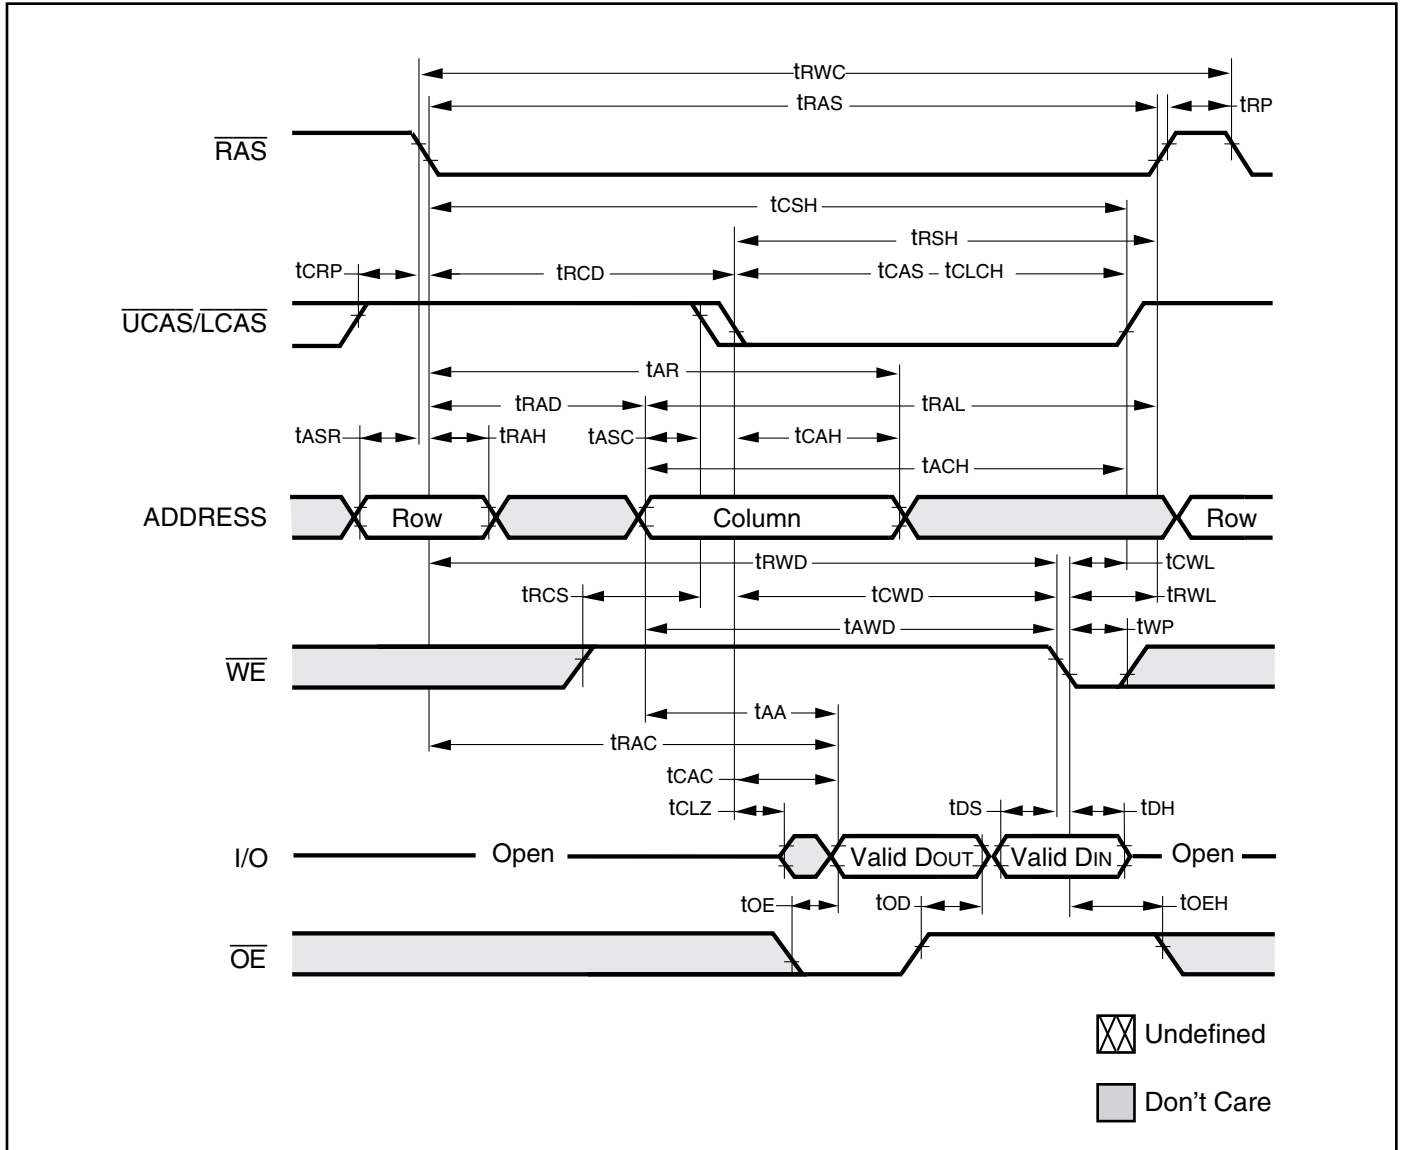 tRWC
tRAS
tRP
RAS
tCSH
tRSH
tCRP
tRCD
tCAS – tCLCH
UCAS/LCAS
tAR
tRAD
tRAL
tASR
tRAH
tASC
tCAH
tACH
ADDRESS
Row
Column
Row
tRWD
tCWL
tRCS
tCWD
tRWL
tAWD
tWP
WE
tAA
tRAC
tCAC
tCLZ
tDS
tDH
I/O
Open
Valid DOUT
Valid DIN
Open
tOE
tOD
tOEH
OE
Undefined
Don't Care